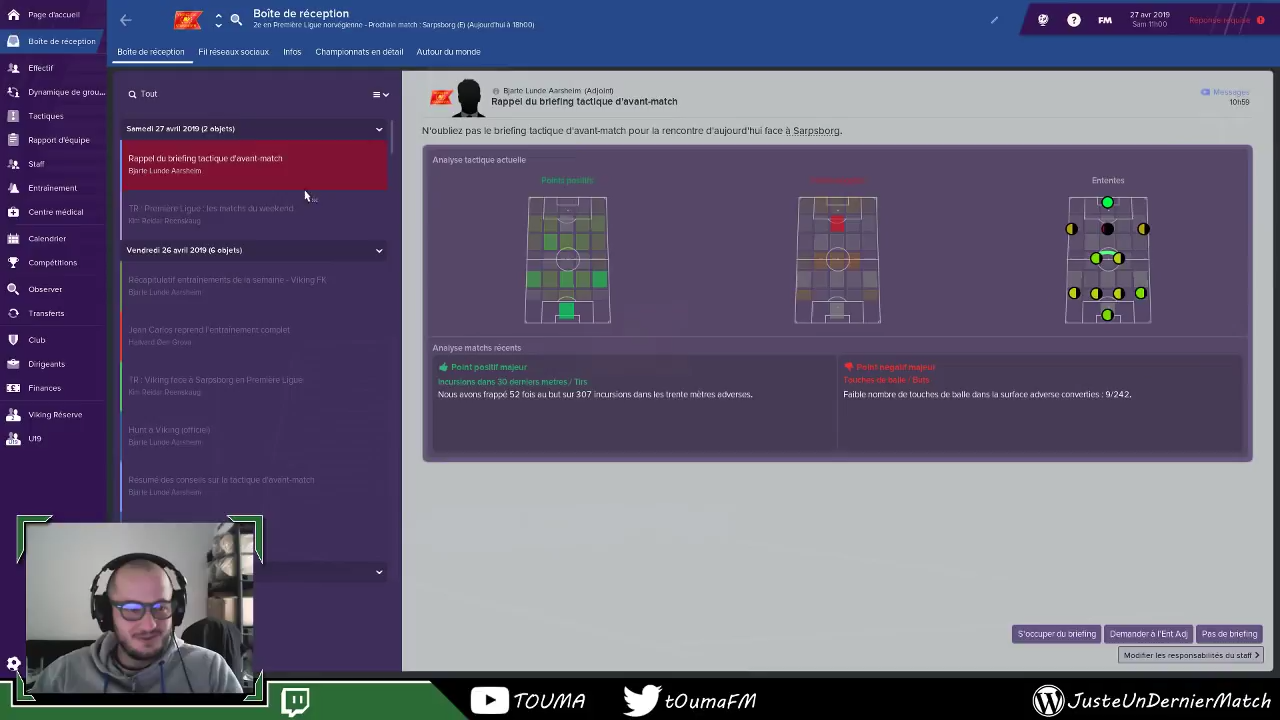 Page d'accueil
Boîte de réception
Effectif
Dynamique de grou...
Tactiques
Rapport d'équipe
Staff
Entraînement
Centre médical
Calendrier
Compétitions
Observer
Transferts
Club
Dirigeants
Finances
Viking Réserve
U19
Boîte de réception
2e en Première Ligue norvégienne - Prochain match : Sarpsborg (E) (Aujourd'hui à 18h00)
FM
27 avr 2019
Sam 11h00
Réponse requise
Boîte de réception
Fil réseaux sociaux
Infos
Championnats en détail
Autour du monde
Tout
Samedi 27 avril 2019 (2 objets)
Rappel du briefing tactique d'avant-match
Bjarte Lunde Aarsheim
TR : Première Ligue : les matchs du weekend
Vendredi 26 avril 2019 (6 objets)
Récapitulatif entraînements de la semaine - Viking FK
Bjarte Lunde Aarsheim
Jean Carlos reprend l'entraînement complet
TR : Viking face à Sarpsborg en Première Ligue
Hunt à Viking (officiel)
Bjarte Lunde Aarsheim
Résumé des conseils sur la tactique d'avant-match
Bjarte Lunde Aarsheim
Bjarte Lunde Aarsheim (Adjoint)
Rappel du briefing tactique d'avant-match
Messages
10h59
N'oubliez pas le briefing tactique d'avant-match pour la rencontre d'aujourd'hui face à Sarpsborg.
Analyse tactique actuelle
Points positifs
Ententes
Analyse matchs récents
Point positif majeur
Incursions dans 30 derniers mètres / Tirs
Nous avons frappé 52 fois au but sur 307 incursions dans les trente mètres adverses.
Point négatif majeur
Touches de balle / Buts
Faible nombre de touches de balle dans la surface adverse converties : 9/242.
S'occuper du briefing
Demander à l'Ent Adj
Pas de briefing
Modifier les responsabilités du staff
TOUMA
tOumaFM
JusteUnDernierMatch